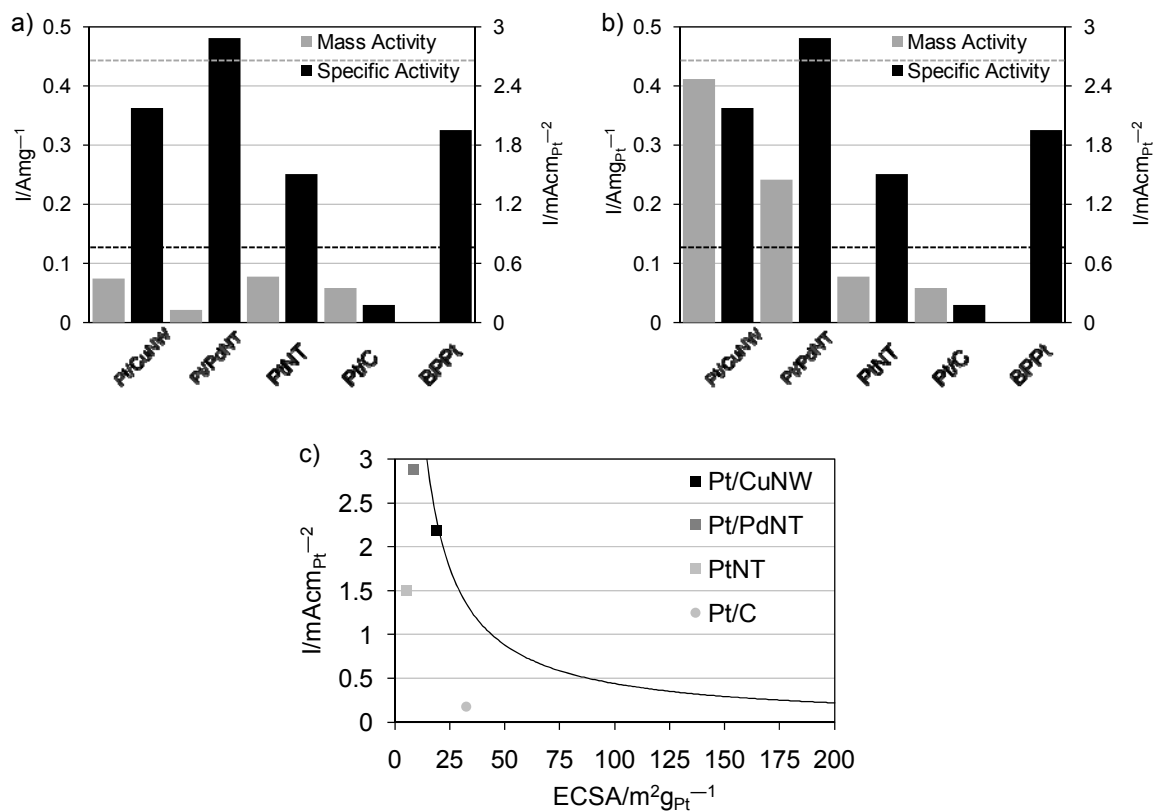 a)
Mass Activity
Specific Activity
I/Amg⁻¹
0.5
0.4
0.3
0.2
0.1
0
3
2.4
1.8
1.2
0.6
0
I/mAcm_Pt⁻²
Pt/CuNW
Pt/PdNT
PtNT
Pt/C
BPPt
b)
Mass Activity
Specific Activity
I/Amg_Pt⁻¹
0.5
0.4
0.3
0.2
0.1
0
3
2.4
1.8
1.2
0.6
0
I/mAcm_Pt⁻²
Pt/CuNW
Pt/PdNT
PtNT
Pt/C
BPPt
c)
I/mAcm_Pt⁻²
3
2.5
2
1.5
1
0.5
0
Pt/CuNW
Pt/PdNT
PtNT
Pt/C
0 25 50 75 100 125 150 175 200
ECSA/m²g_Pt⁻¹